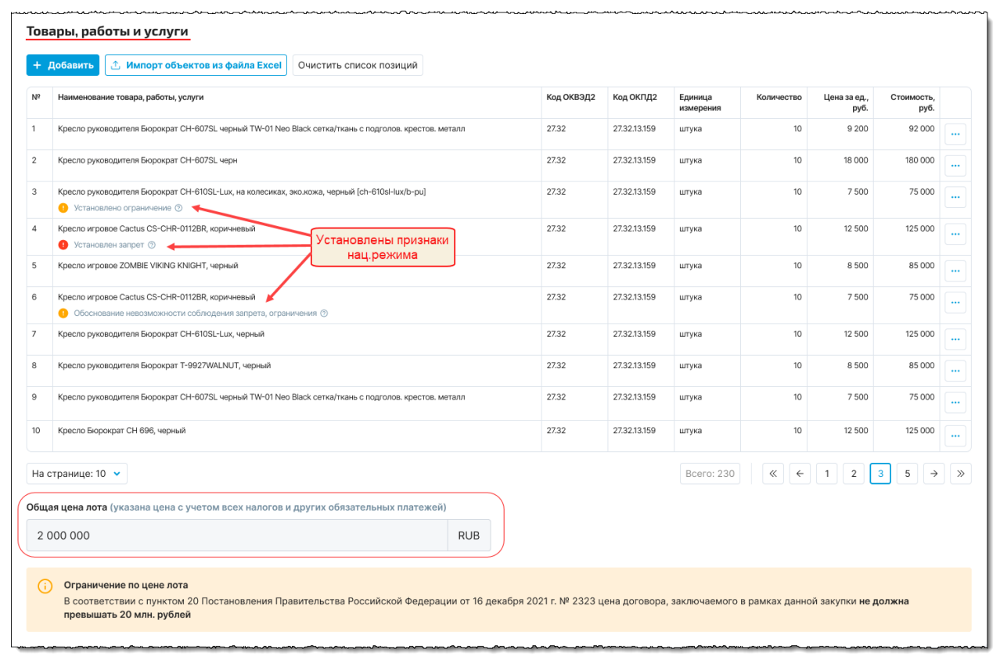 Товары, работы и услуги
+ Добавить Импорт объектов из файла Excel Очистить список позиций
№ Наименование товара, работы, услуги Код ОКВЭД2 Код ОКПД2 Единица измерения Количество Цена за ед., руб. Стоимость, руб.
1 Кресло руководителя Бюрократ CH-607SL черный TW-01 Neo Black сетка/ткань с подголов. крестов. металл 27.32 27.32.13.159 штука 10 9 200 92 000 ...
2 Кресло руководителя Бюрократ CH-607SL черн 27.32 27.32.13.159 штука 10 18 000 180 000 ...
3 Кресло руководителя Бюрократ CH-610SL-Lux, на колесиках, эко.кожа, черный [ch-610sl-lux/b-pu] 27.32 27.32.13.159 штука 10 7 500 75 000 ...
Установлено ограничение
4 Кресло игровое Cactus CS-CHR-0112BR, коричневый 27.32 27.32.13.159 штука 10 12 500 125 000 ...
Установлен запрет
Установлены признаки
нац.режима
5 Кресло игровое ZOMBIE VIKING KNIGHT, черный 27.32 27.32.13.159 штука 10 8 500 85 000 ...
6 Кресло игровое Cactus CS-CHR-0112BR, коричневый 27.32 27.32.13.159 штука 10 7 500 75 000 ...
Обоснование невозможности соблюдения запрета, ограничения
7 Кресло руководителя Бюрократ CH-610SL-Lux, черный 27.32 27.32.13.159 штука 10 12 500 125 000 ...
8 Кресло руководителя Бюрократ T-9927WALNUT, черный 27.32 27.32.13.159 штука 10 8 500 85 000 ...
9 Кресло руководителя Бюрократ CH-607SL черный TW-01 Neo Black сетка/ткань с подголов. крестов. металл 27.32 27.32.13.159 штука 10 7 500 75 000 ...
10 Кресло Бюрократ CH 696, черный 27.32 27.32.13.159 штука 10 12 500 125 000 ...
На странице: 10 Всего: 230 « ← 1 2 3 5 → »
Общая цена лота (указана цена с учетом всех налогов и других обязательных платежей)
2 000 000 RUB
Ограничение по цене лота
В соответствии с пунктом 20 Постановления Правительства Российской Федерации от 16 декабря 2021 г. № 2323 цена договора, заключаемого в рамках данной закупки не должна
превышать 20 млн. рублей